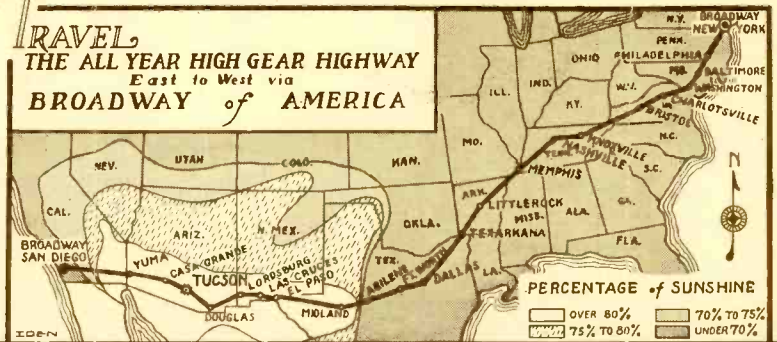 TRAVEL
THE ALL YEAR HIGH GEAR HIGHWAY
East to West via
BROADWAY of AMERICA
N.Y.
BROADWAY
NEW YORK
PENN.
PHILADELPHIA
OHIO
IND.
ILL.
MD.
BALTIMORE
WASHINGTON
W.V.
VA.
CHARLOTSVILLE
KY.
BRISTOL
N.C.
KNOXVILLE
NASHVILLE
TENN.
S.C.
MO.
MEMPHIS
N
NEV.
UTAH
COLO.
KAN.
CAL.
ARK.
LITTLEROCK
MISS.
ALA.
GA.
OKLA.
ARIZ.
N. MEX.
TEXARKANA
FLA.
BROADWAY
SAN DIEGO
YUMA
CASA GRANDE
TUCSON
LORDSBURG
LAS CRUCES
EL PASO
TEX.
ABILENE
FT. WORTH
DALLAS
LA.
DOUGLAS
MIDLAND
PERCENTAGE of SUNSHINE
OVER 80%
70% TO 75%
75% TO 80%
UNDER 70%
IDEN